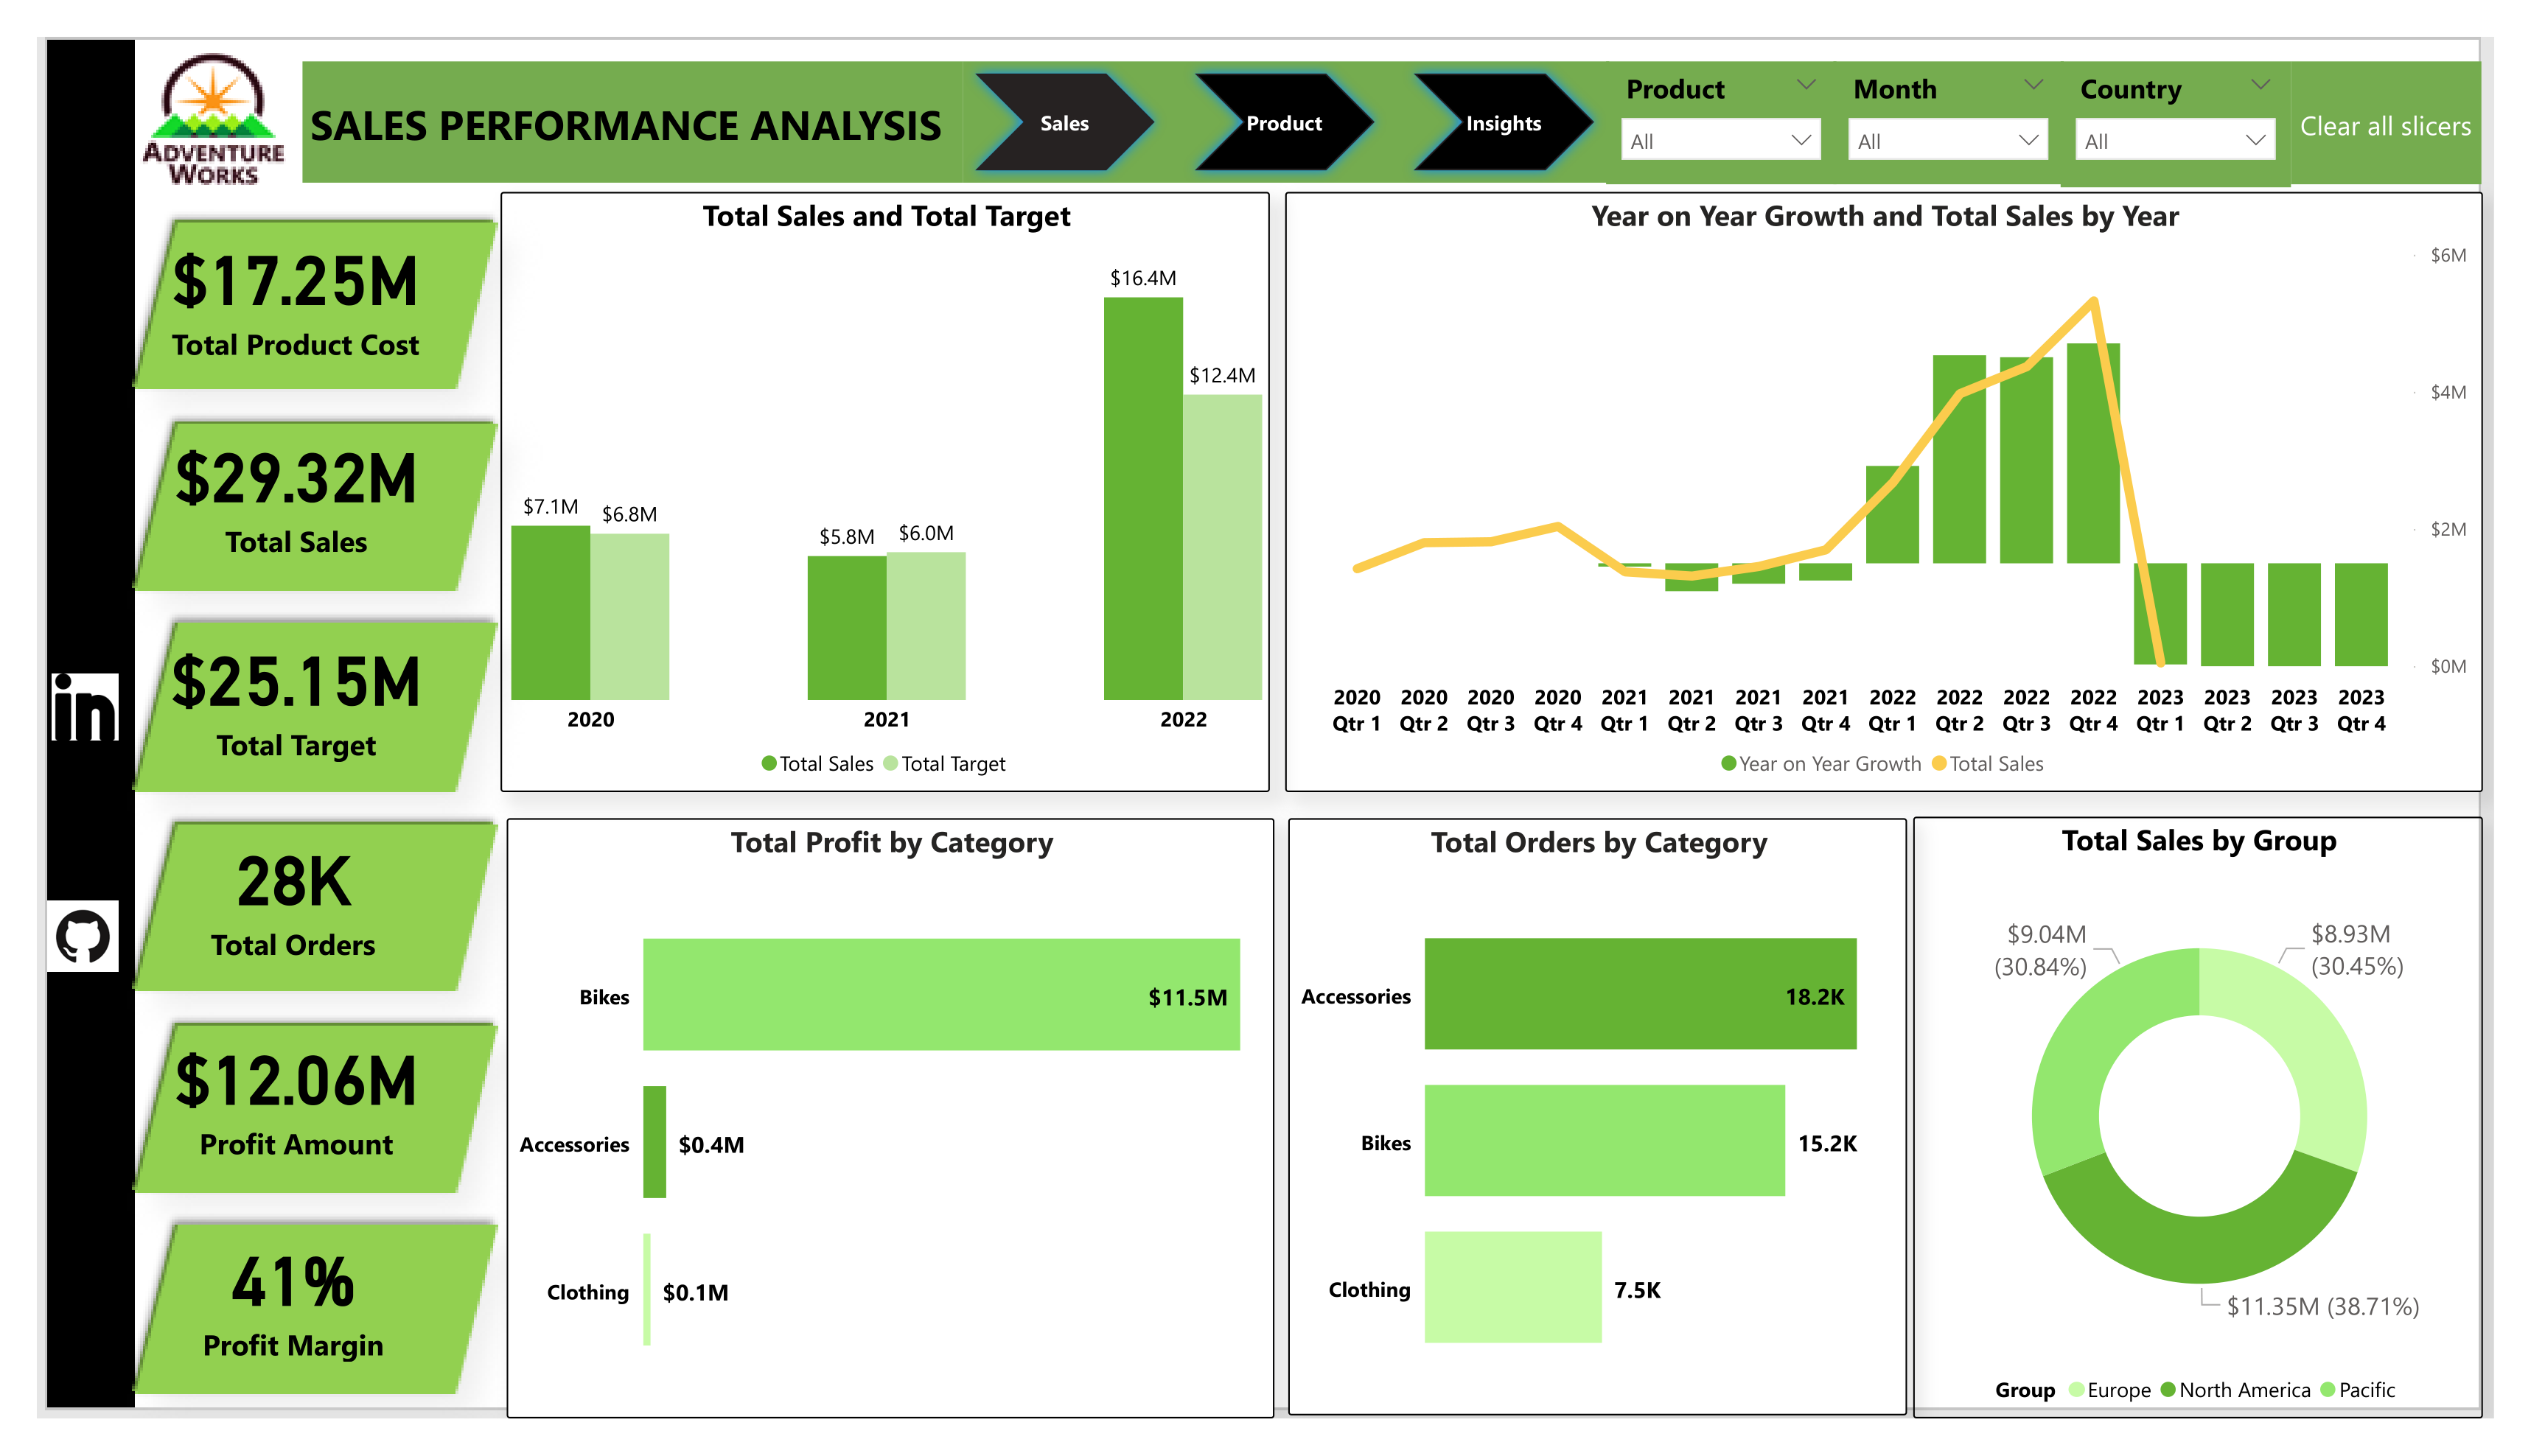 ADVENTURE
WORKS
SALES PERFORMANCE ANALYSIS
Sales
Product
Insights
Product
All
Month
All
Country
All
Clear all slicers
$17.25M
Total Product Cost
$29.32M
Total Sales
$25.15M
Total Target
28K
Total Orders
$12.06M
Profit Amount
41%
Profit Margin
in
Total Sales and Total Target
$7.1M
$6.8M
$5.8M
$6.0M
$16.4M
$12.4M
2020
2021
2022
Total Sales
Total Target
Year on Year Growth and Total Sales by Year
$6M
$4M
$2M
$0M
2020 2020 2020 2020 2021 2021 2021 2021 2022 2022 2022 2022 2023 2023 2023 2023
Qtr 1 Qtr 2 Qtr 3 Qtr 4 Qtr 1 Qtr 2 Qtr 3 Qtr 4 Qtr 1 Qtr 2 Qtr 3 Qtr 4 Qtr 1 Qtr 2 Qtr 3 Qtr 4
Year on Year Growth
Total Sales
Total Profit by Category
Bikes
$11.5M
Accessories
$0.4M
Clothing
$0.1M
Total Orders by Category
Accessories
18.2K
Bikes
15.2K
Clothing
7.5K
Total Sales by Group
$9.04M
(30.84%)
$8.93M
(30.45%)
$11.35M (38.71%)
Group Europe North America Pacific